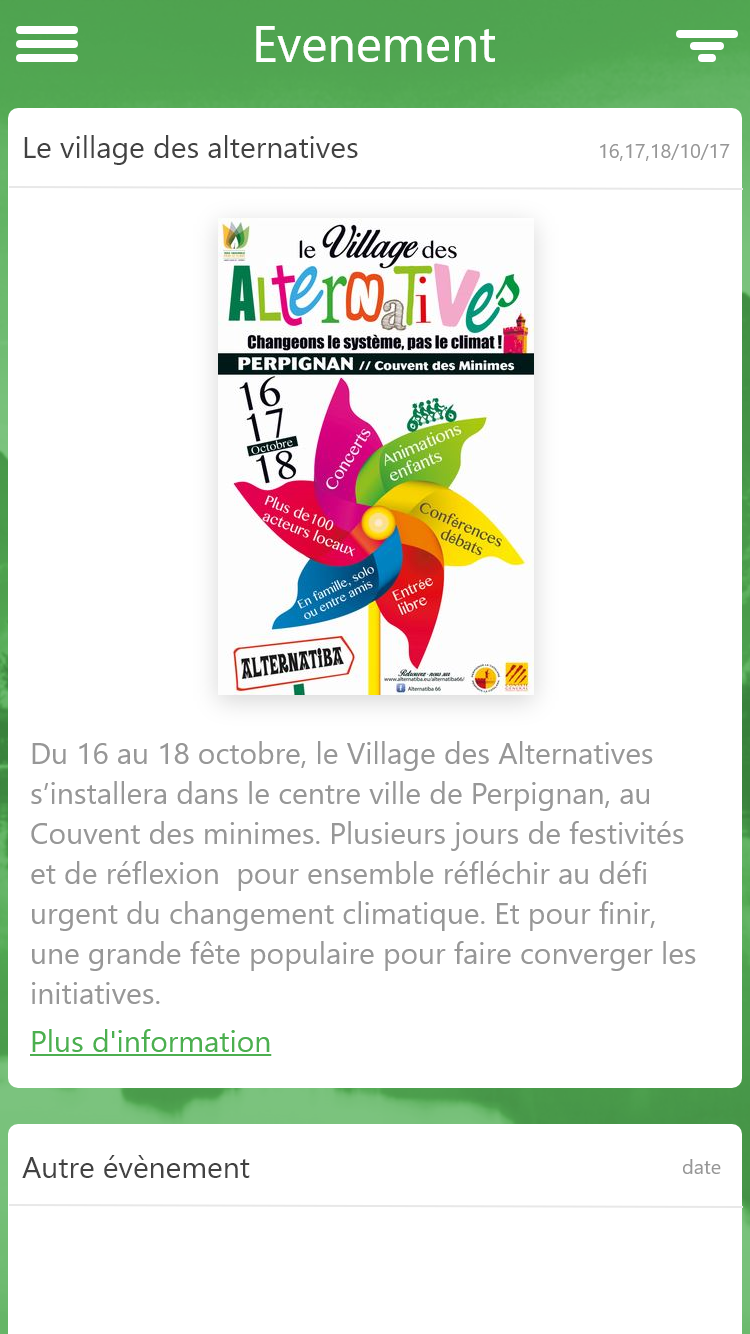 Evenement
Le village des alternatives
16,17,18/10/17
le Village des
ALTerNaTiVes
Changeons le système, pas le climat !
PERPIGNAN // Couvent des Minimes
16
17
Octobre
18
Concerts
Animations
enfants
Plus de 100
acteurs locaux
Conférences
débats
En famille, solo
ou entre amis
Entrée
libre
ALTERNATiBA
Retrouvez-nous sur
www.alternatiba.eu/alternatiba66/
Alternatiba 66
Du 16 au 18 octobre, le Village des Alternatives
s’installera dans le centre ville de Perpignan, au
Couvent des minimes. Plusieurs jours de festivités
et de réflexion  pour ensemble réfléchir au défi
urgent du changement climatique. Et pour finir,
une grande fête populaire pour faire converger les
initiatives.
Plus d'information
Autre évènement
date